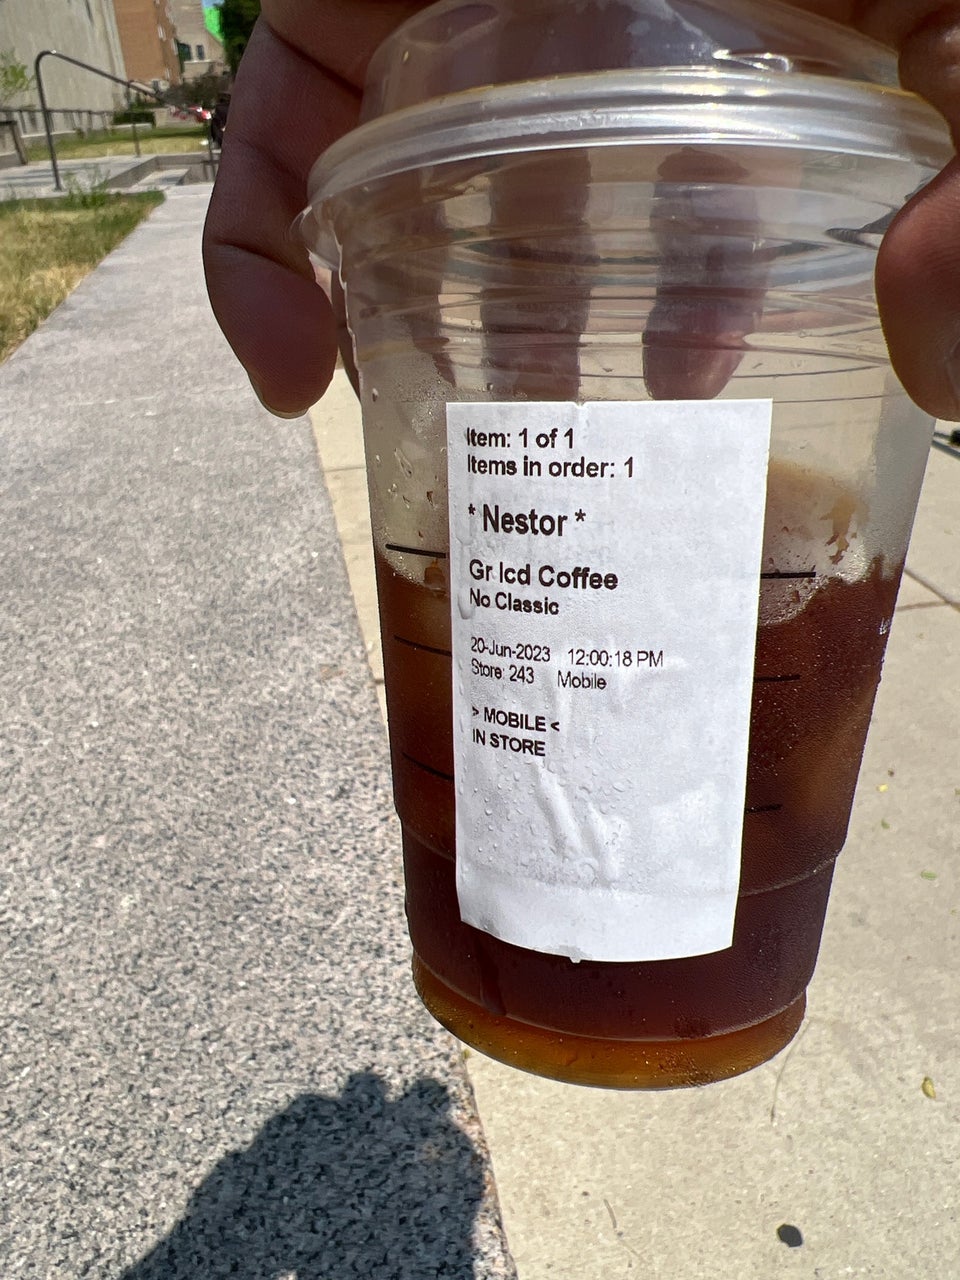 Item: 1 of 1
Items in order: 1
* Nestor *
Gr Icd Coffee
No Classic
20-Jun-2023 12:00:18 PM
Store: 243 Mobile
> MOBILE <
IN STORE